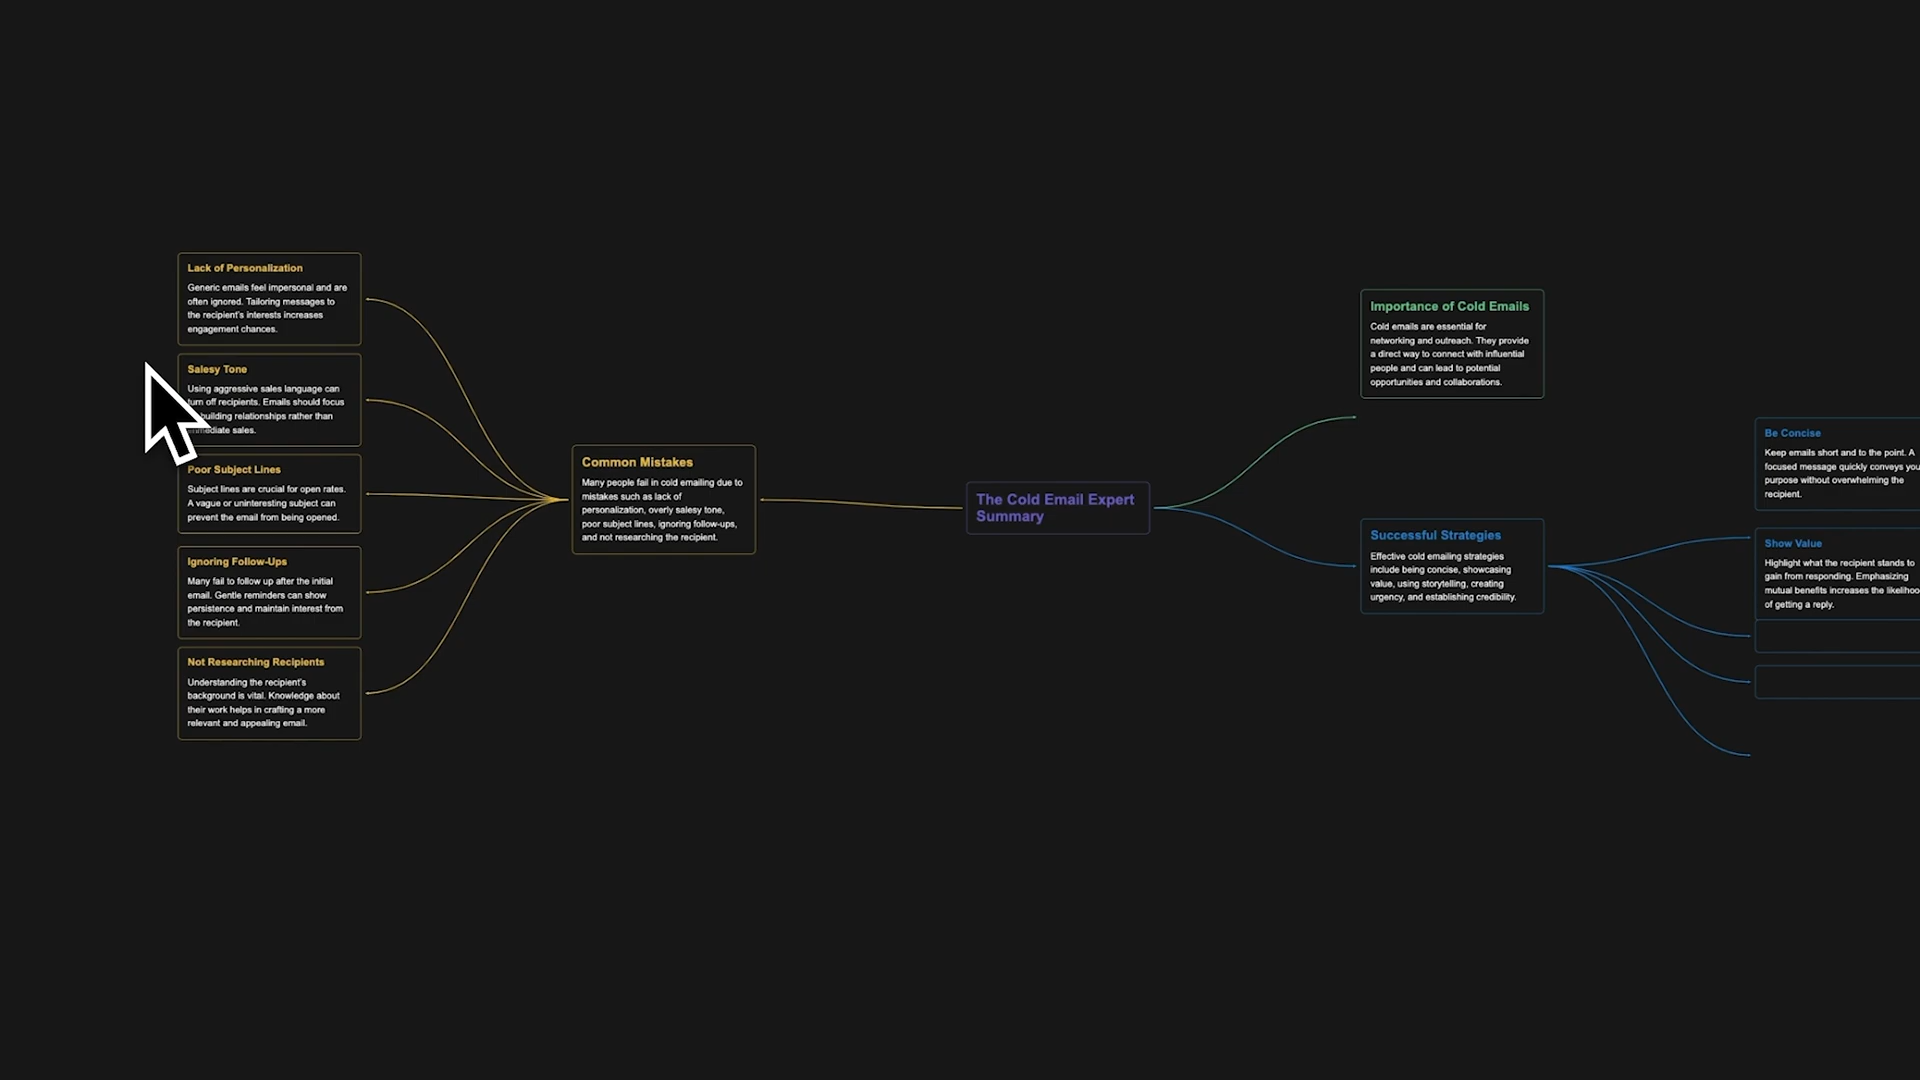 Lack of Personalization
Generic emails feel impersonal and are
often ignored. Tailoring messages to
the recipient's interests increases
engagement chances.
Salesy Tone
Using aggressive sales language can
turn off recipients. Emails should focus
building relationships rather than
sales.
Poor Subject Lines
Subject lines are crucial for open rates.
A vague or uninteresting subject can
prevent the email from being opened.
Ignoring Follow-Ups
Many fail to follow up after the initial
email. Gentle reminders can show
persistence and maintain interest from
the recipient.
Not Researching Recipients
Understanding the recipient's
background is vital. Knowledge about
their work helps in crafting a more
relevant and appealing email.
Common Mistakes
Many people fail in cold emailing due to
mistakes such as lack of
personalization, overly salesy tone,
poor subject lines, ignoring follow-ups,
and not researching the recipient.
The Cold Email Expert
Summary
Importance of Cold Emails
Cold emails are essential for
networking and outreach. They provide
a direct way to connect with influential
people and can lead to potential
opportunities and collaborations.
Successful Strategies
Effective cold emailing strategies
include being concise, showcasing
value, using storytelling, creating
urgency, and establishing credibility.
Be Concise
Keep emails short and to the point. A
focused message quickly conveys you
purpose without overwhelming the
recipient.
Show Value
Highlight what the recipient stands to
gain from responding. Emphasizing
mutual benefits increases the likelihoo
of getting a reply.